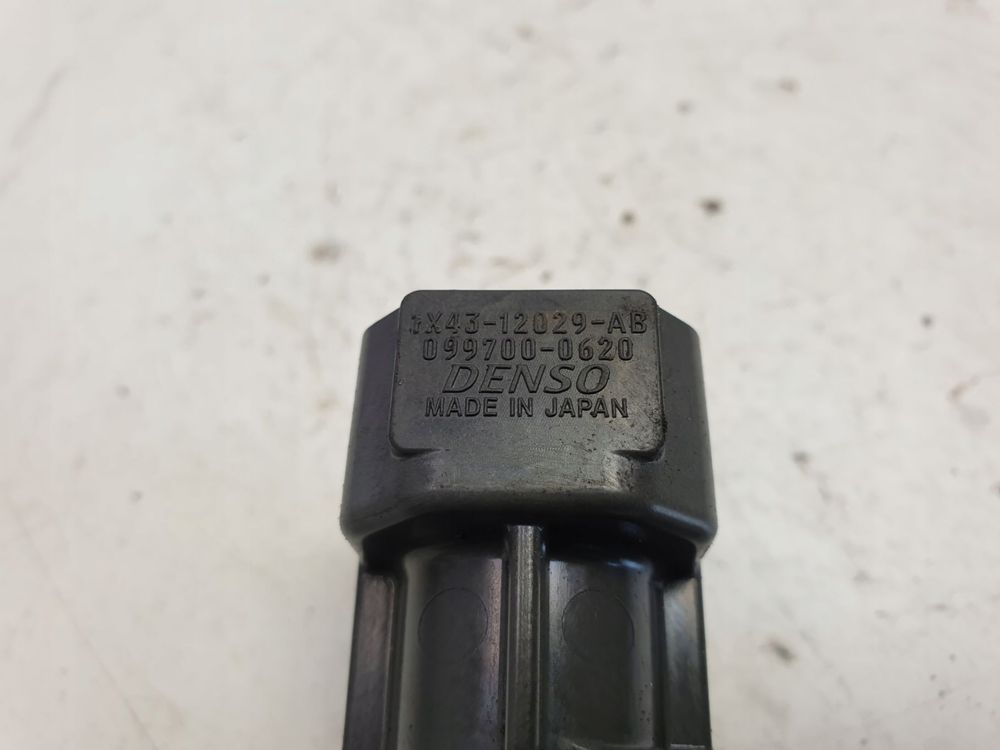 1X43-12029-AB
099700-0620
DENSO
MADE IN JAPAN